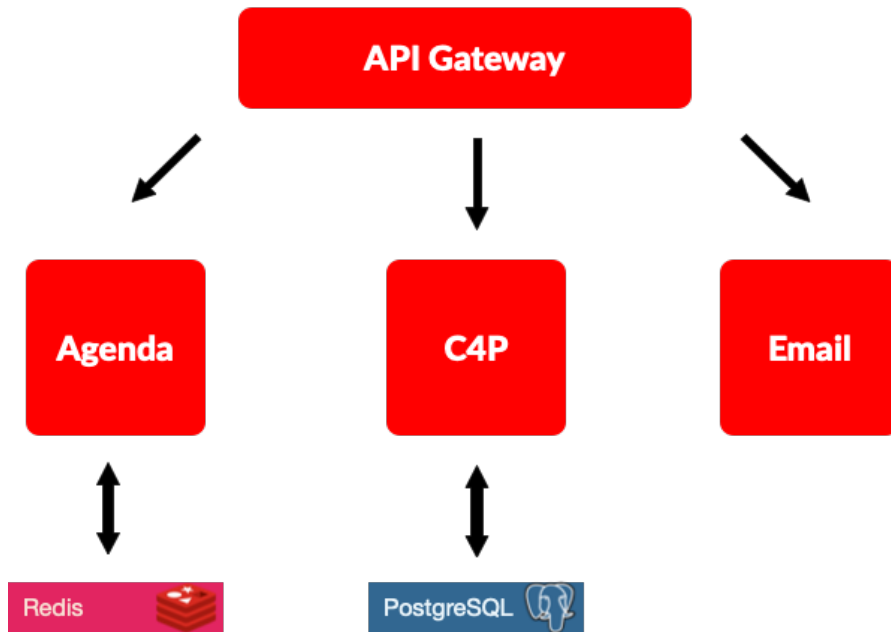 API Gateway
Agenda
C4P
Email
Redis
PostgreSQL